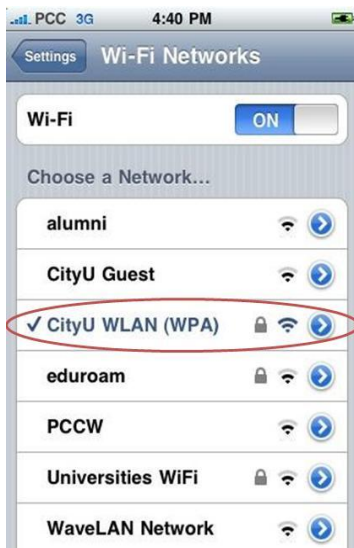 PCC 3G 4:40 PM
Settings Wi-Fi Networks
Wi-Fi ON
Choose a Network...
alumni
CityU Guest
CityU WLAN (WPA)
eduroam
PCCW
Universities WiFi
WaveLAN Network